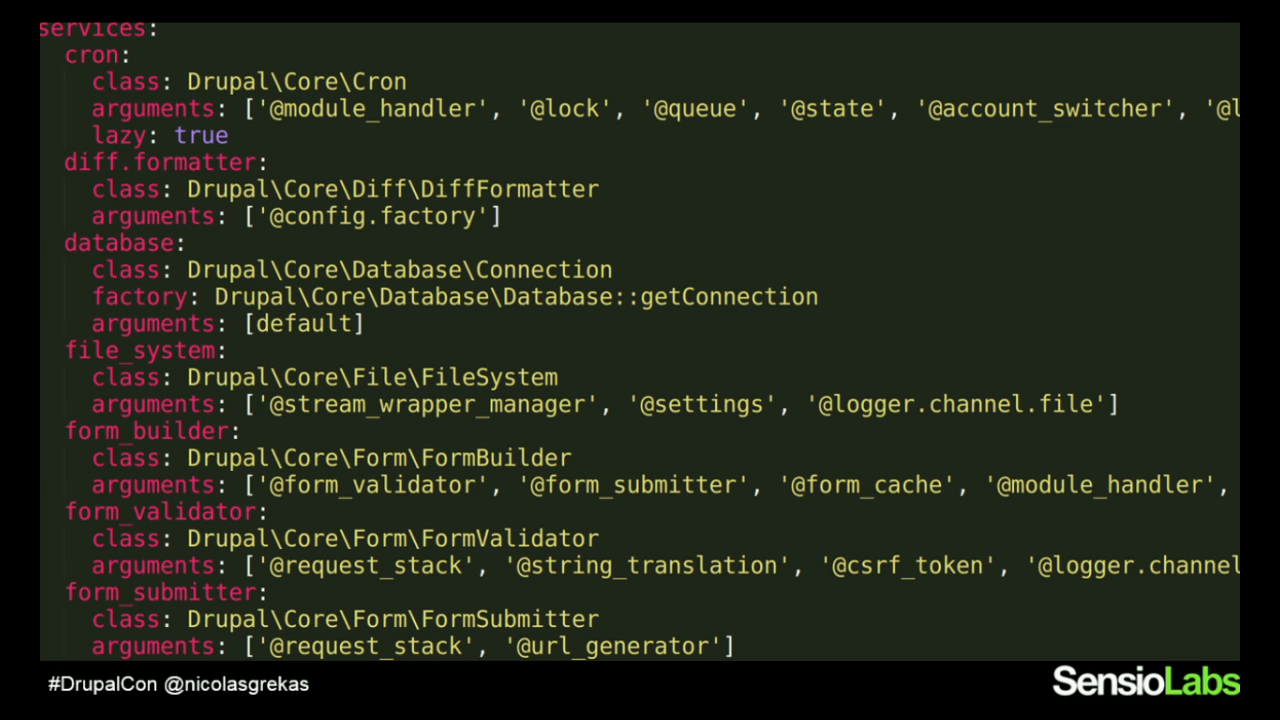 services:
cron:
class: Drupal\Core\Cron
arguments: ['@module_handler', '@lock', '@queue', '@state', '@account_switcher', '@l
lazy: true
diff.formatter:
class: Drupal\Core\Diff\DiffFormatter
arguments: ['@config.factory']
database:
class: Drupal\Core\Database\Connection
factory: Drupal\Core\Database\Database::getConnection
arguments: [default]
file_system:
class: Drupal\Core\File\FileSystem
arguments: ['@stream_wrapper_manager', '@settings', '@logger.channel.file']
form_builder:
class: Drupal\Core\Form\FormBuilder
arguments: ['@form_validator', '@form_submitter', '@form_cache', '@module_handler',
form_validator:
class: Drupal\Core\Form\FormValidator
arguments: ['@request_stack', '@string_translation', '@csrf_token', '@logger.channel
form_submitter:
class: Drupal\Core\Form\FormSubmitter
arguments: ['@request_stack', '@url_generator']
#DrupalCon @nicolasgrekas
SensioLabs